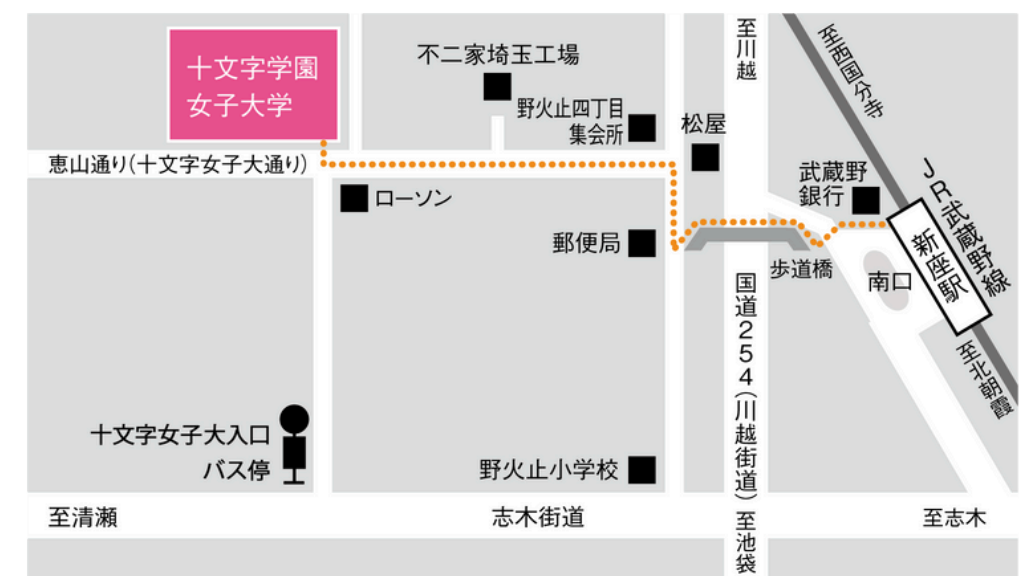 十文字学園
女子大学
不二家埼玉工場
野火止四丁目
集会所
松屋
至川越
至西国分寺
JR武蔵野線
武蔵野
銀行
新座駅
恵山通り(十文字女子大通り)
ローソン
郵便局
歩道橋
南口
国道254(川越街道)
至池袋
至北朝霞
十文字女子大入口
バス停
野火止小学校
至清瀬
志木街道
至志木